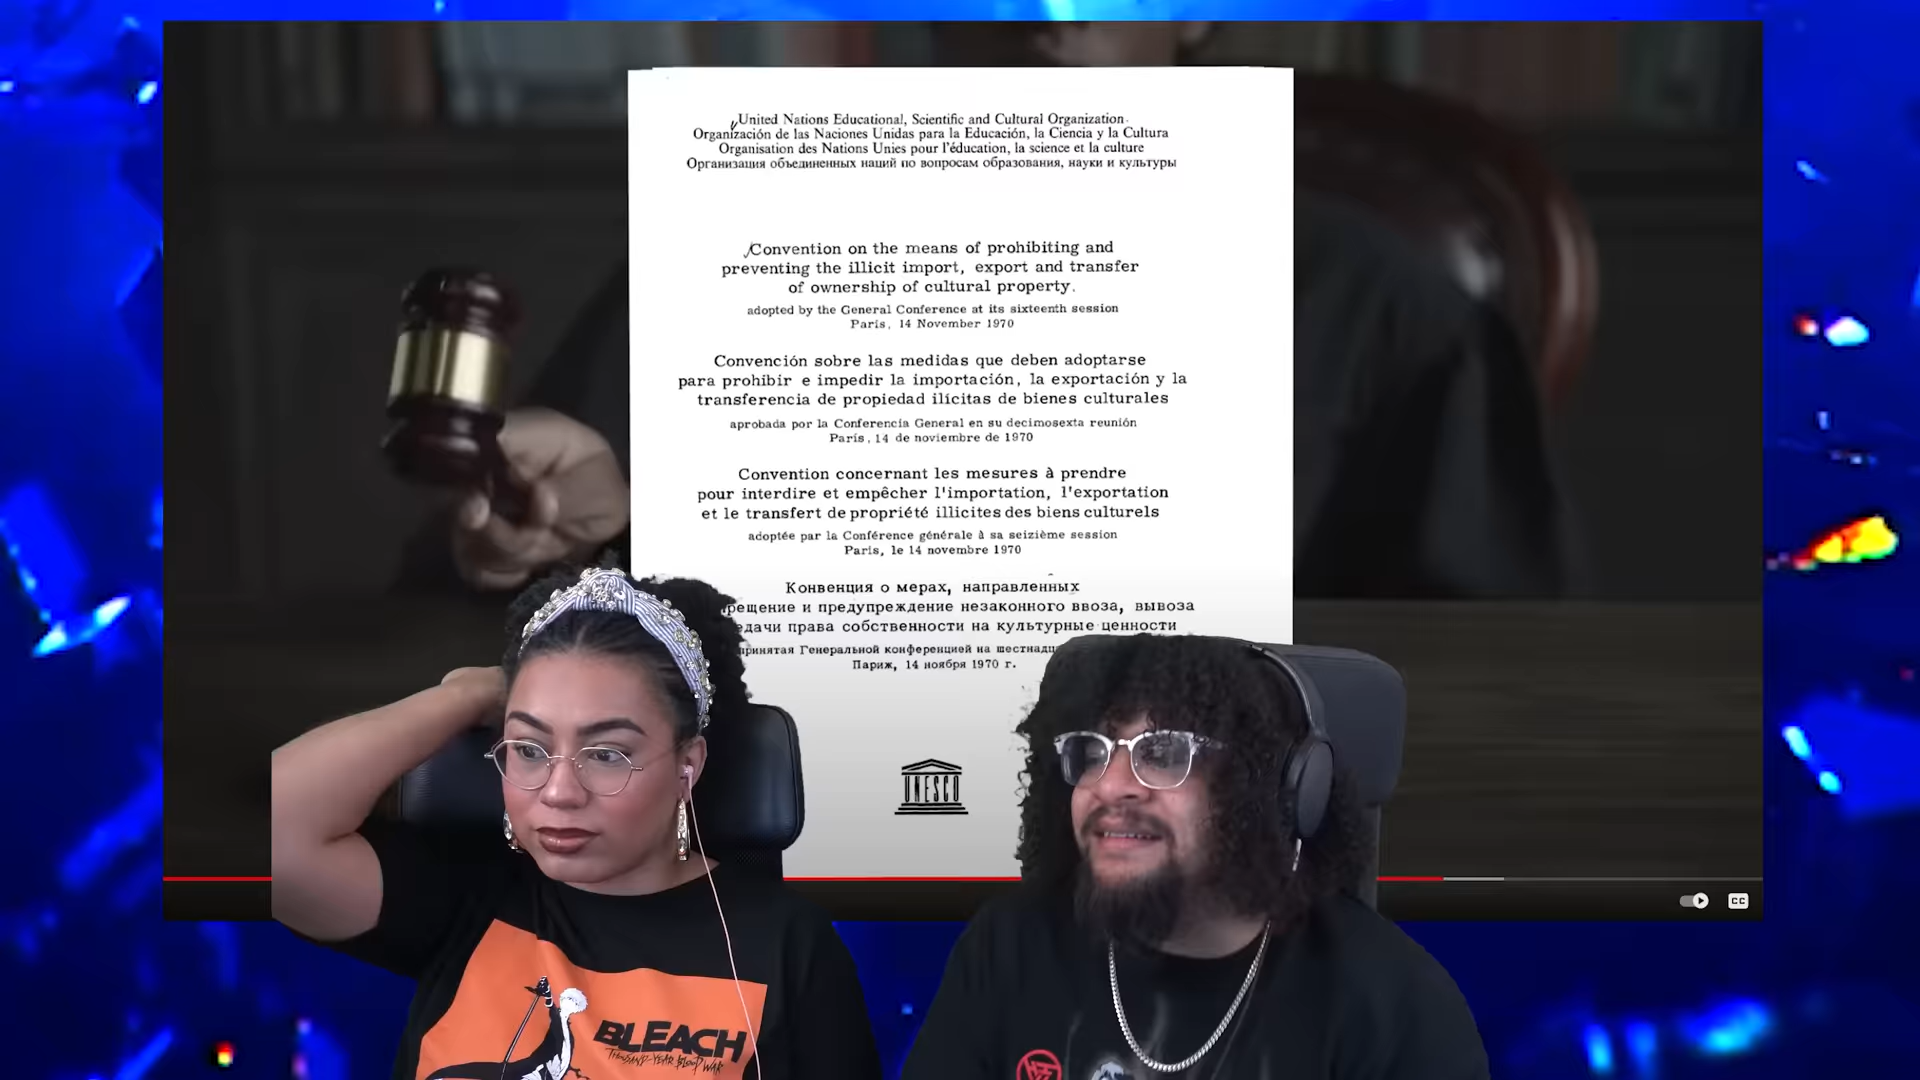 United Nations Educational, Scientific and Cultural Organization
Organización de las Naciones Unidas para la Educación, la Ciencia y la Cultura
Organisation des Nations Unies pour l'éducation, la science et la culture
Организация объединенных наций по вопросам образования, науки и культуры
Convention on the means of prohibiting and
preventing the illicit import, export and transfer
of ownership of cultural property.
adopted by the General Conference at its sixteenth session
Paris, 14 November 1970
Convención sobre las medidas que deben adoptarse
para prohibir e impedir la importación, la exportación y la
transferencia de propiedad ilícitas de bienes culturales
aprobada por la Conferencia General en su decimosexta reunión
París, 14 de noviembre de 1970
Convention concernant les mesures à prendre
pour interdire et empêcher l'importation, l'exportation
et le transfert de propriété illicites des biens culturels
adoptée par la Conférence générale à sa seizième session
Paris, le 14 novembre 1970
Конвенция о мерах, направленных
рещение и предупреждение незаконного ввоза, вывоза
дачи права собственности на культурные ценности
принятая Генеральной конференцией на шестнадц
Париж, 14 ноября 1970 г.
UNESCO
CC
BLEACH
THOUSAND-YEAR BLOOD WAR